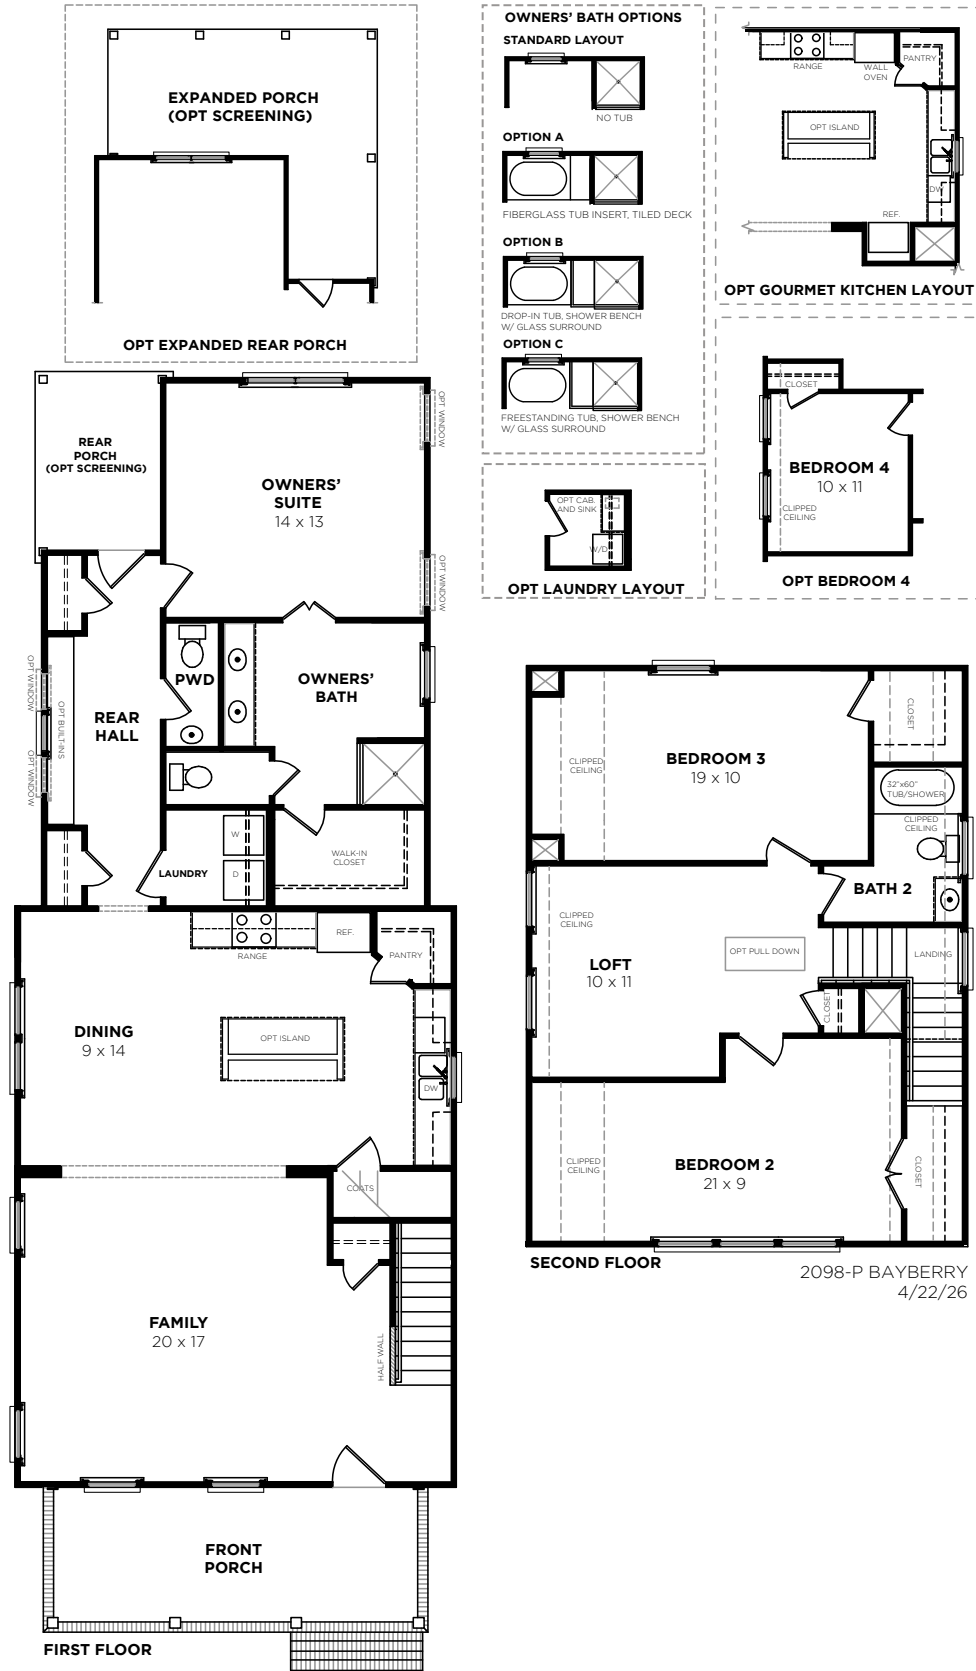 EXPANDED PORCH
(OPT SCREENING)
OPT EXPANDED REAR PORCH
OWNERS' BATH OPTIONS
STANDARD LAYOUT
NO TUB
OPTION A
FIBERGLASS TUB INSERT, TILED DECK
OPTION B
DROP-IN TUB, SHOWER BENCH
W/ GLASS SURROUND
OPTION C
FREESTANDING TUB, SHOWER BENCH
W/ GLASS SURROUND
RANGE
WALL
OVEN
PANTRY
OPT ISLAND
DW
REF.
OPT GOURMET KITCHEN LAYOUT
CLOSET
BEDROOM 4
10 x 11
CLIPPED
CEILING
OPT BEDROOM 4
OPT CAB.
AND SINK
W/D
OPT LAUNDRY LAYOUT
REAR
PORCH
(OPT SCREENING)
OWNERS'
SUITE
14 x 13
OPT WINDOW
OPT WINDOW
PWD
OWNERS'
BATH
REAR
HALL
OPT WINDOW
OPT WINDOW
OPT BUILT-INS
LAUNDRY
W
D
WALK-IN
CLOSET
RANGE
REF.
PANTRY
DINING
9 x 14
OPT ISLAND
DW
COATS
FAMILY
20 x 17
HALF WALL
FRONT
PORCH
FIRST FLOOR
BEDROOM 3
19 x 10
CLIPPED
CEILING
CLOSET
32"x60"
TUB/SHOWER
CLIPPED
CEILING
BATH 2
CLIPPED
CEILING
LOFT
10 x 11
OPT PULL DOWN
LANDING
CLOSET
CLIPPED
CEILING
BEDROOM 2
21 x 9
CLOSET
SECOND FLOOR
2098-P BAYBERRY
4/22/26